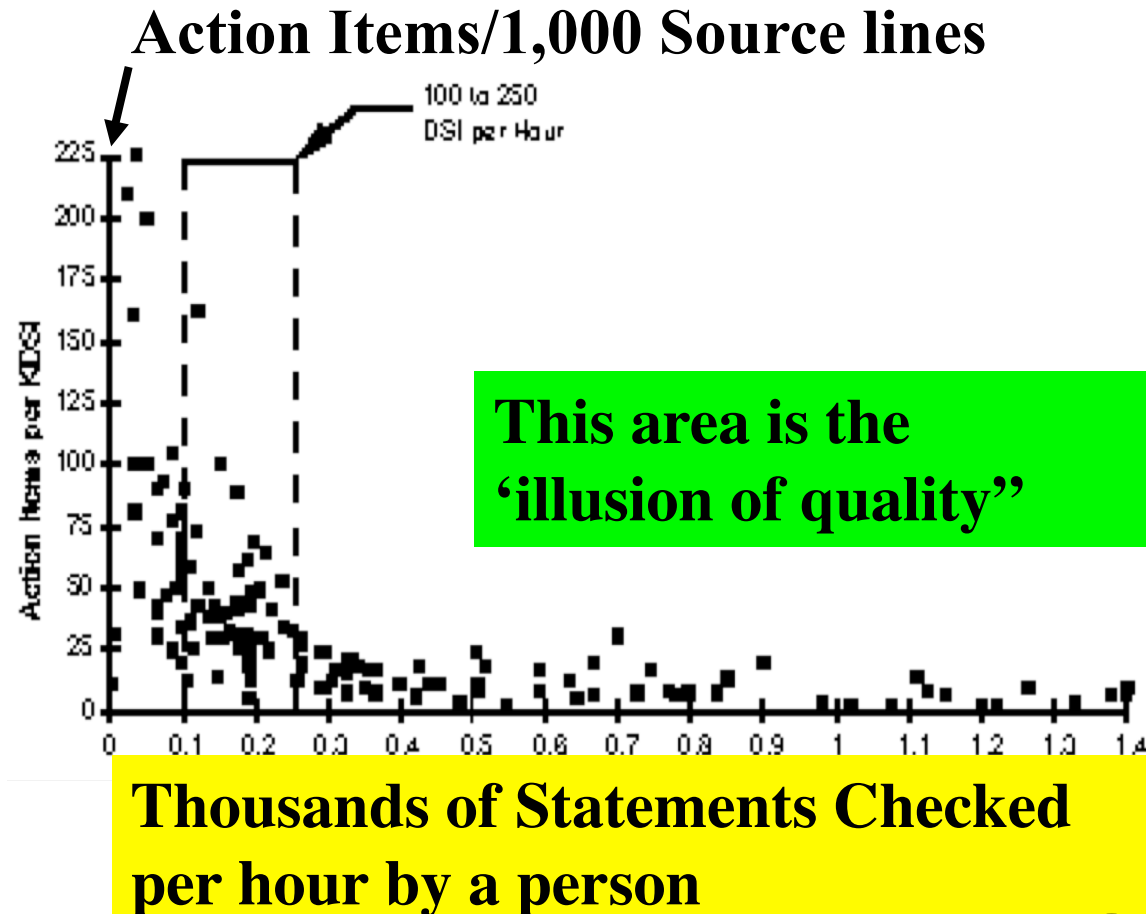 Action Items/1,000 Source lines
100 to 250
DSI per Hour
225
200
175
150
125
100
75
50
25
0
Action Items per KDSI
This area is the
‘illusion of quality”
0 0.1 0.2 0.3 0.4 0.5 0.6 0.7 0.8 0.9 1 1.1 1.2 1.3 1.4
Thousands of Statements Checked
per hour by a person